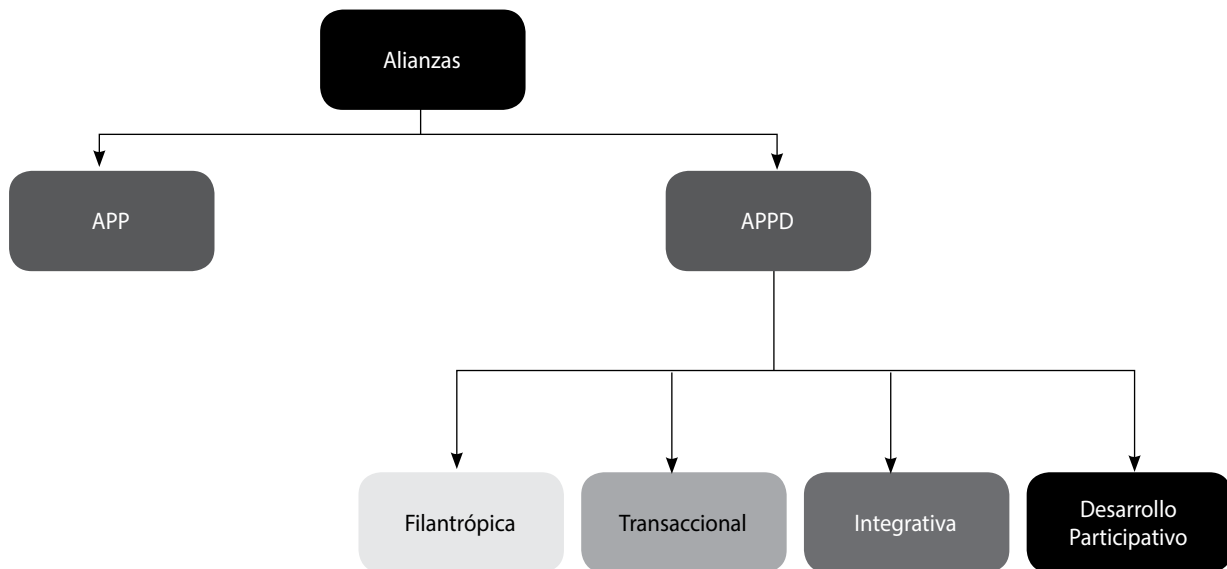 Alianzas
APP
APPD
Filantrópica
Transaccional
Integrativa
Desarrollo
Participativo